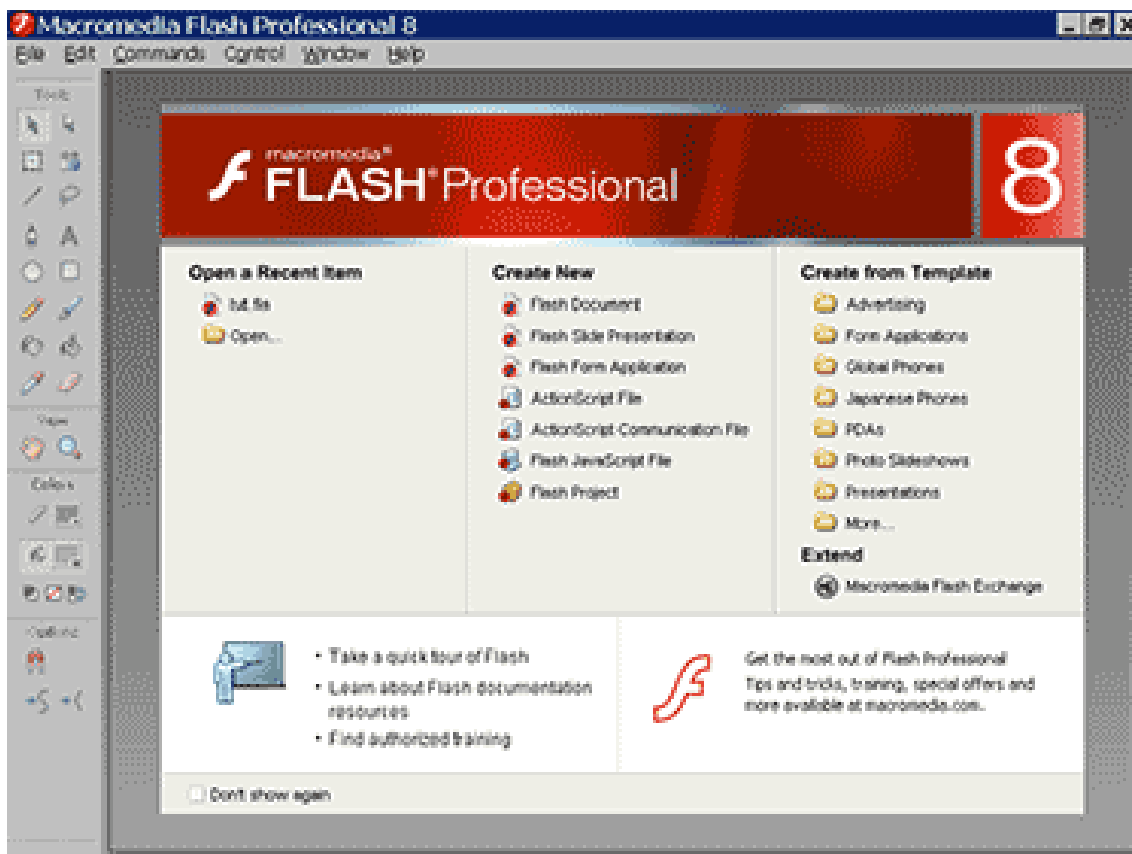 Macromedia Flash Professional 8
File Edit Commands Control Window Help
Tools
macromedia®
FLASH® Professional
8
Open a Recent Item
tut.fla
Open...
Create New
Flash Document
Flash Slide Presentation
Flash Form Application
ActionScript File
ActionScript Communication File
Flash JavaScript File
Flash Project
Create from Template
Advertising
Form Applications
Global Phones
Japanese Phones
PDAs
Photo Slideshows
Presentations
More...
Extend
Macromedia Flash Exchange
View
Colors
Options
• Take a quick tour of Flash
• Learn about Flash documentation
resources
• Find authorized training
Get the most out of Flash Professional
Tips and tricks, training, special offers and
more available at macromedia.com.
Don't show again